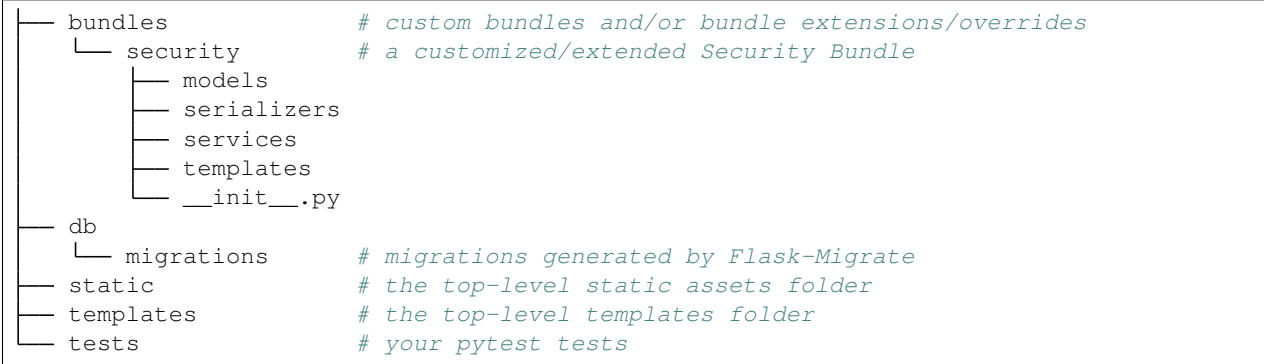 ├── bundles                 # custom bundles and/or bundle extensions/overrides
│   └── security            # a customized/extended Security Bundle
│       ├── models
│       ├── serializers
│       ├── services
│       ├── templates
│       └── __init__.py
├── db
│   └── migrations          # migrations generated by Flask-Migrate
├── static                  # the top-level static assets folder
├── templates               # the top-level templates folder
└── tests                   # your pytest tests